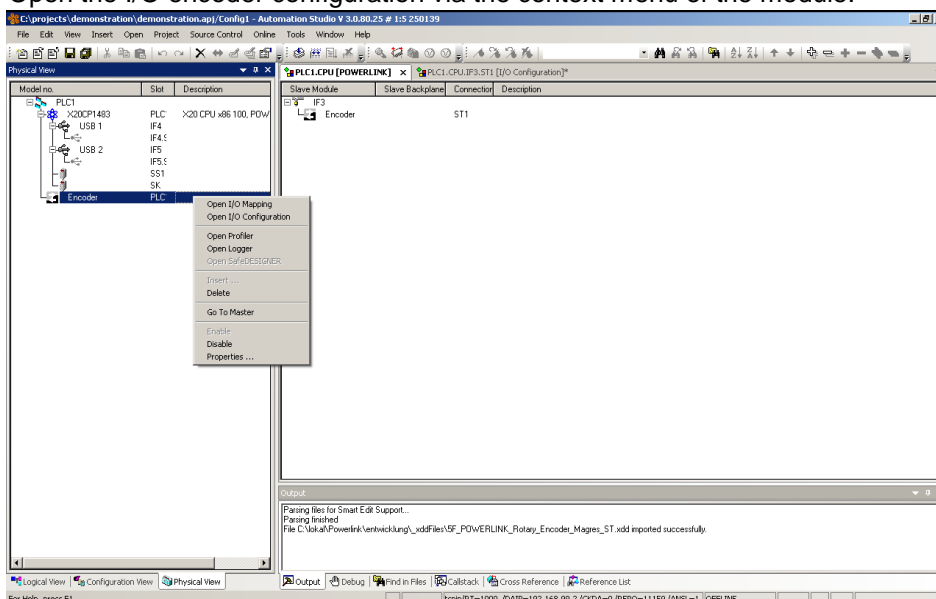 Open the I/O encoder configuration via the context menu of the module.
C:\projects\demonstration\demonstration.apj/Config1 - Automation Studio V 3.0.80.25 # 1:5 250139
File Edit View Insert Open Project Source Control Online Tools Window Help
Physical View
PLC1.CPU [POWERLINK] PLC1.CPU.IF3.ST1 [I/O Configuration]*
Model no. Slot Description
Slave Module Slave Backplane Connection Description
PLC1
IF3
X20CP1483 PLC X20 CPU x86 100, POW
Encoder ST1
USB 1 IF4
IF4.S
USB 2 IF5
IF5.S
SS1
SK
Encoder PLC
Open I/O Mapping
Open I/O Configuration
Open Profiler
Open Logger
Open SafeDESIGNER
Insert ...
Delete
Go To Master
Enable
Disable
Properties ...
Output
Parsing files for Smart Edit Support...
Parsing finished
File C:\lokal\Powerlink\entwicklung\_xddFiles\5F_POWERLINK_Rotary_Encoder_Magres_ST.xdd imported successfully.
Logical View Configuration View Physical View
Output Debug Find in Files Callstack Cross Reference Reference List
For Help, press F1
OFFLINE